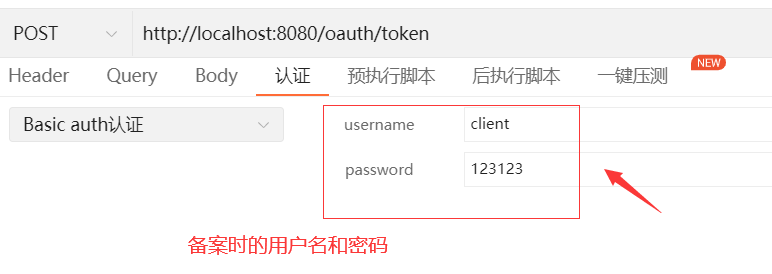 POST http://localhost:8080/oauth/token
NEW
Header Query Body 认证 预执行脚本 后执行脚本 一键压测
Basic auth认证 username client
password 123123
备案时的用户名和密码